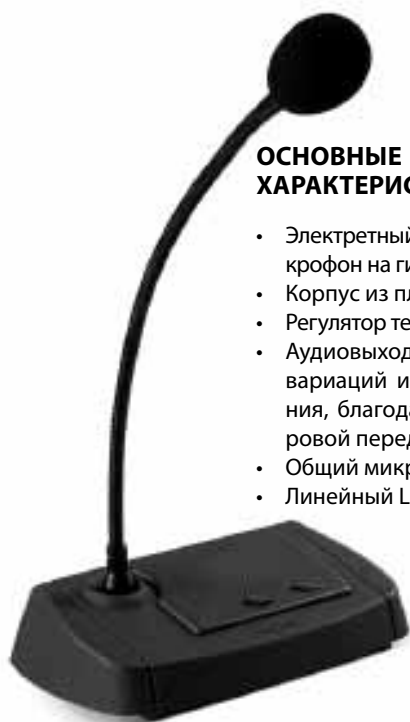 ОСНОВНЫЕ
ХАРАКТЕРИС
• Электретный
крофон на ги
• Корпус из пл
• Регулятор те
• Аудиовыход
вариаций и
ния, благода
ровой перед
• Общий микр
• Линейный L